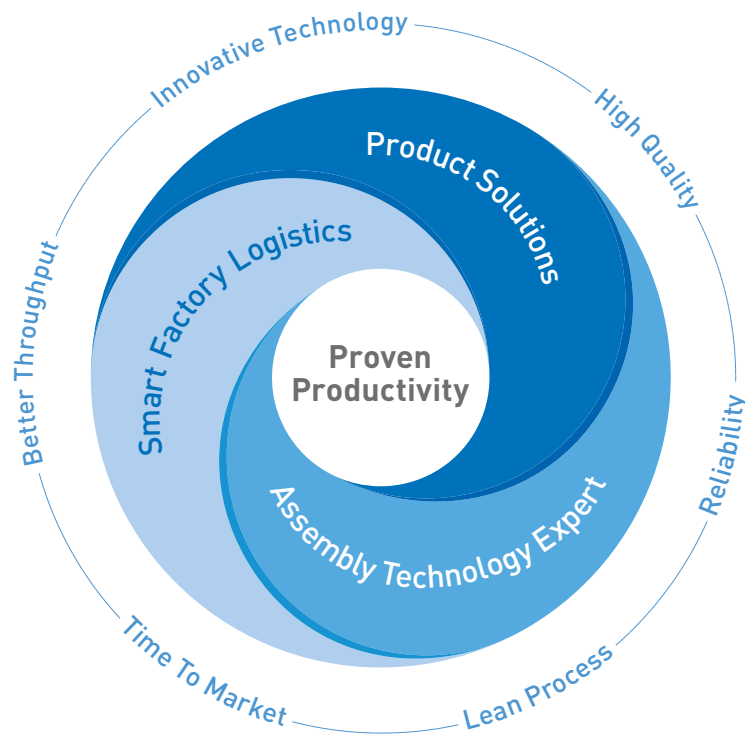 Innovative Technology
High Quality
Reliability
Lean Process
Time To Market
Better Throughput
Product Solutions
Assembly Technology Expert
Smart Factory Logistics
Proven
Productivity